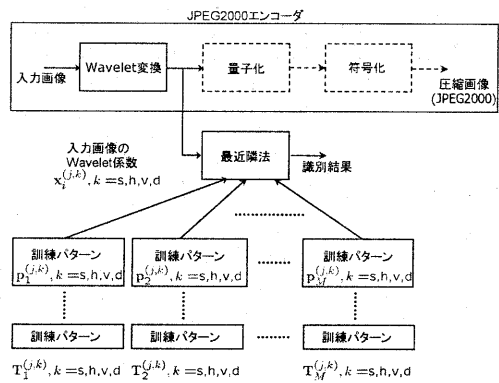 JPEG2000エンコーダ
入力画像
Wavelet変換
量子化
符号化
圧縮画像
(JPEG2000)
入力画像の
Wavelet係数
x_i^{(j,k)}, k=s,h,v,d
最近隣法
識別結果
訓練パターン
p_1^{(j,k)}, k=s,h,v,d
訓練パターン
p_2^{(j,k)}, k=s,h,v,d
訓練パターン
p_M^{(j,k)}, k=s,h,v,d
訓練パターン
訓練パターン
訓練パターン
T_1^{(j,k)}, k=s,h,v,d
T_2^{(j,k)}, k=s,h,v,d
T_M^{(j,k)}, k=s,h,v,d